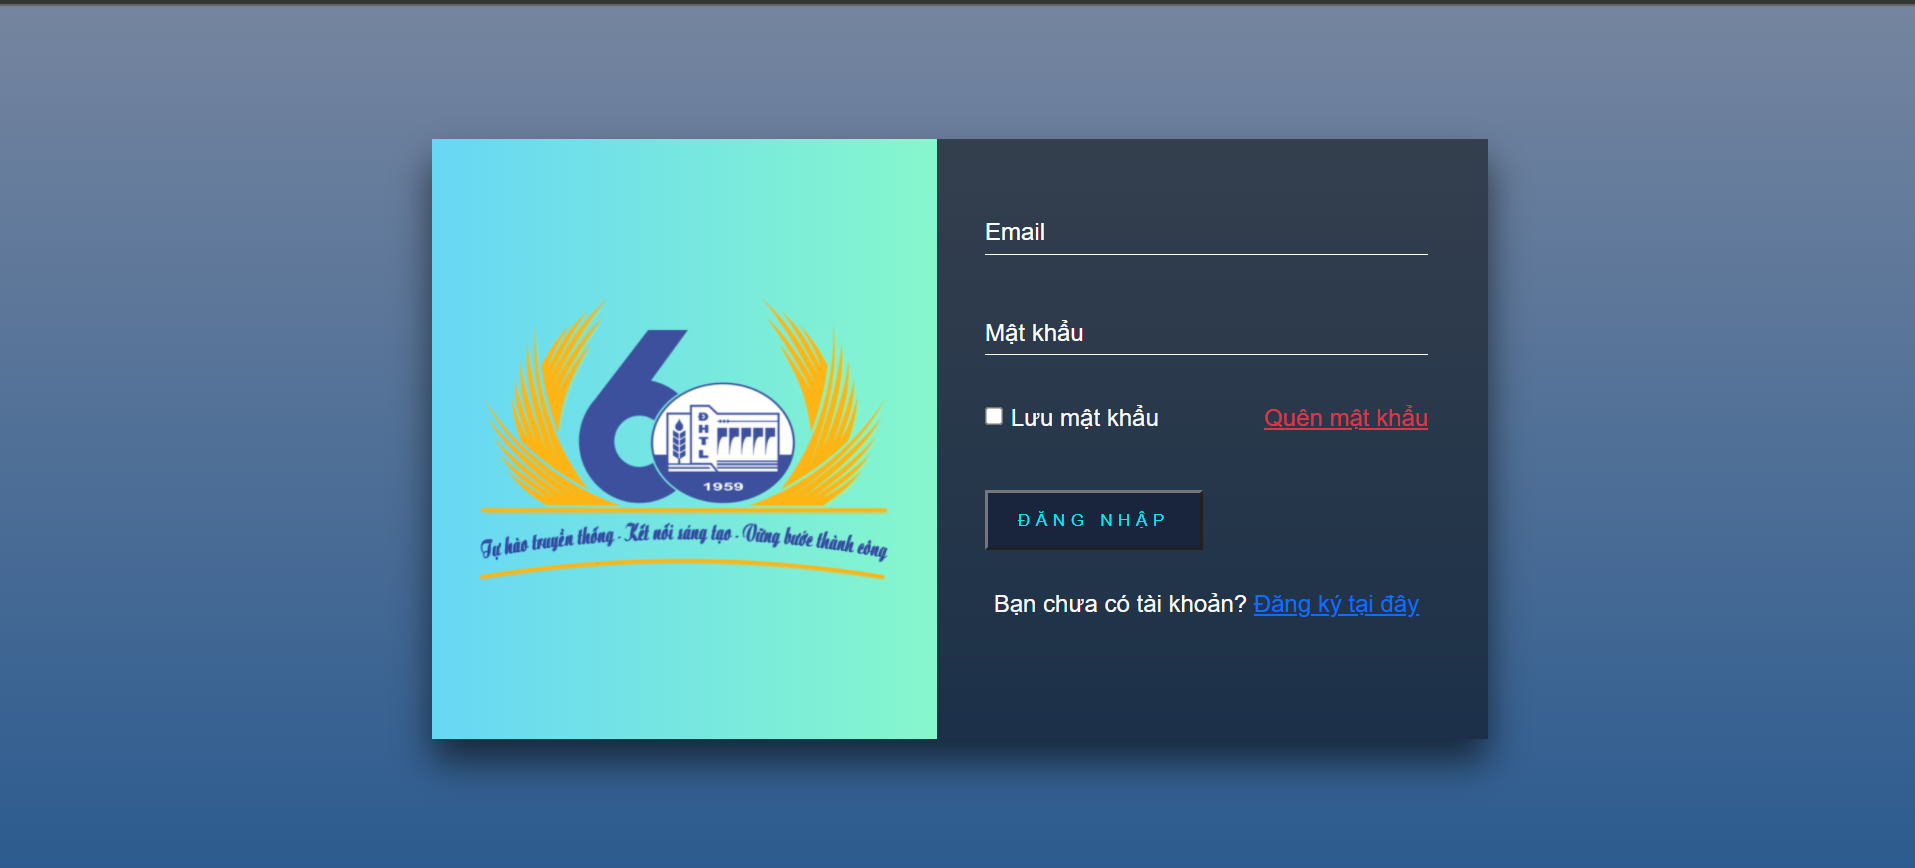 60
ĐHTL
1959
Tự hào truyền thống - Kết nối sáng tạo - Vững bước thành công
Email
Mật khẩu
Lưu mật khẩu
Quên mật khẩu
ĐĂNG NHẬP
Bạn chưa có tài khoản? Đăng ký tại đây